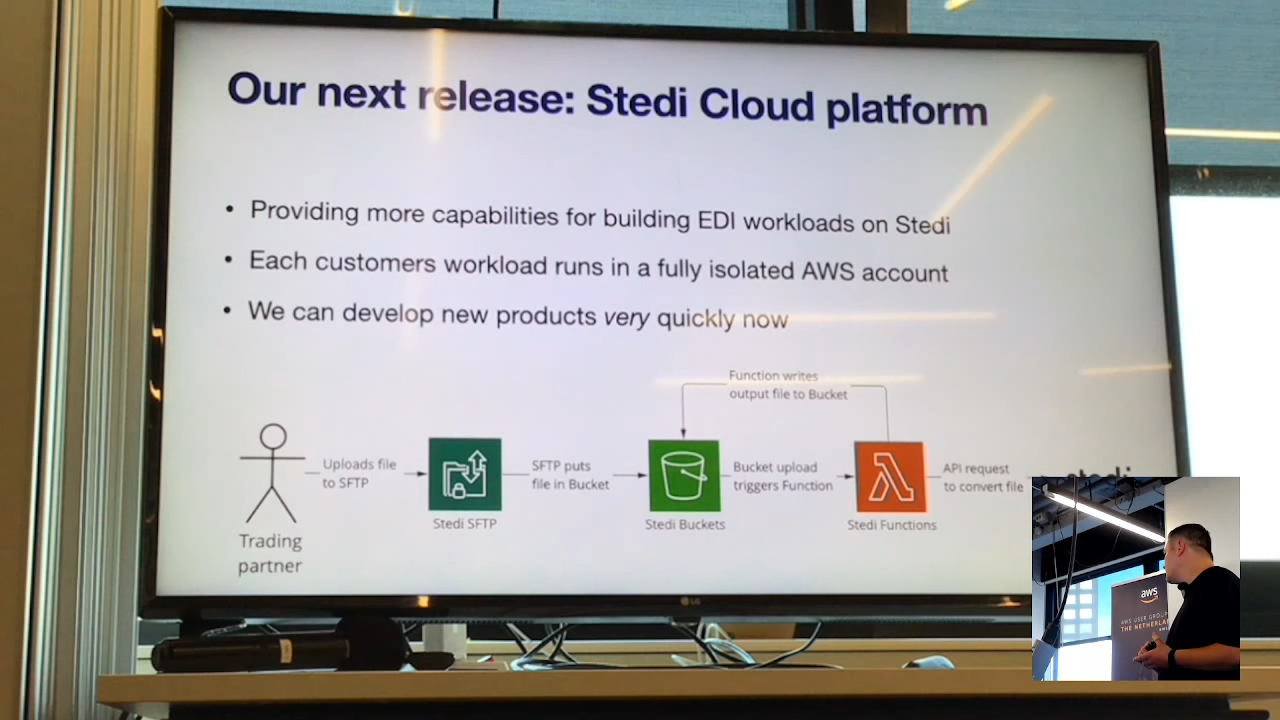 Our next release: Stedi Cloud platform
• Providing more capabilities for building EDI workloads on Stedi
• Each customers workload runs in a fully isolated AWS account
• We can develop new products very quickly now
Function writes
output file to Bucket
Uploads file
to SFTP
SFTP puts
file in Bucket
Bucket upload
triggers Function
API request
to convert file
Stedi SFTP
Stedi Buckets
Stedi Functions
Trading
partner
LG
aws
AWS USER GROUP
THE NETHERLA